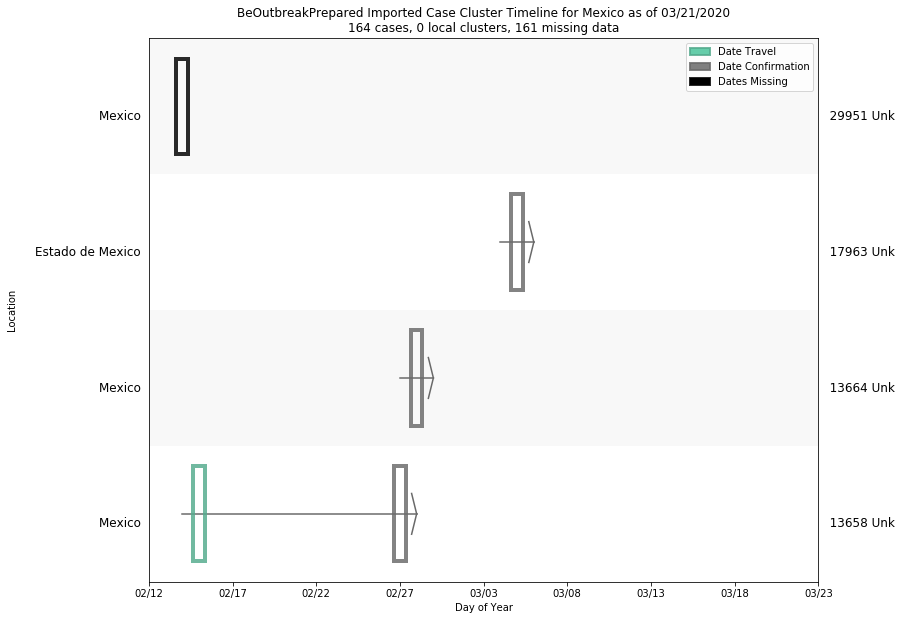 BeOutbreakPrepared Imported Case Cluster Timeline for Mexico as of 03/21/2020
164 cases, 0 local clusters, 161 missing data
Date Travel
Date Confirmation
Dates Missing
Mexico
29951 Unk
Estado de Mexico
17963 Unk
Location
Mexico
13664 Unk
Mexico
13658 Unk
02/12 02/17 02/22 02/27 03/03 03/08 03/13 03/18 03/23
Day of Year